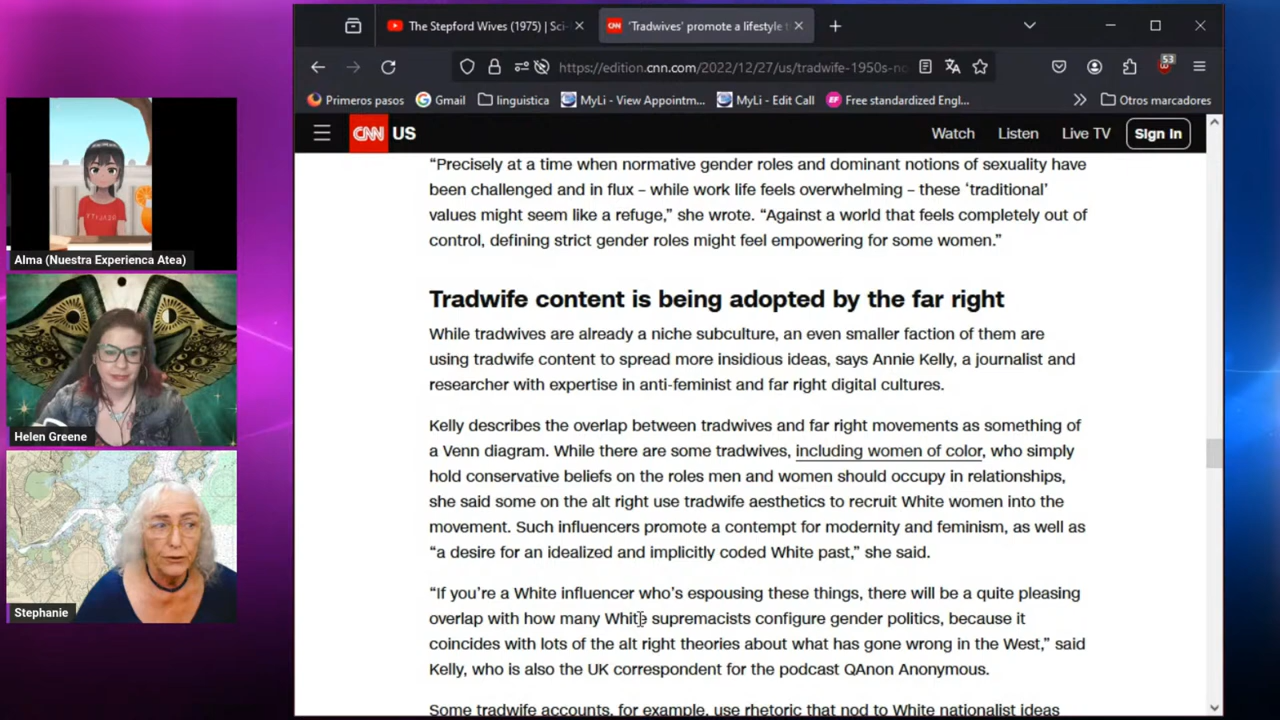 The Stepford Wives (1975) | Sci-
CNN
'Tradwives' promote a lifestyle t
https://edition.cnn.com/2022/12/27/us/tradwife-1950s-no
53
Primeros pasos
Gmail
linguistica
MyLi - View Appointm...
MyLi - Edit Call
EF
Free standardized Engl...
Otros marcadores
CNN US
Watch
Listen
Live TV
Sign in
“Precisely at a time when normative gender roles and dominant notions of sexuality have
been challenged and in flux – while work life feels overwhelming – these ‘traditional’
values might seem like a refuge,” she wrote. “Against a world that feels completely out of
control, defining strict gender roles might feel empowering for some women.”
Tradwife content is being adopted by the far right
While tradwives are already a niche subculture, an even smaller faction of them are
using tradwife content to spread more insidious ideas, says Annie Kelly, a journalist and
researcher with expertise in anti-feminist and far right digital cultures.
Kelly describes the overlap between tradwives and far right movements as something of
a Venn diagram. While there are some tradwives, including women of color, who simply
hold conservative beliefs on the roles men and women should occupy in relationships,
she said some on the alt right use tradwife aesthetics to recruit White women into the
movement. Such influencers promote a contempt for modernity and feminism, as well as
“a desire for an idealized and implicitly coded White past,” she said.
“If you’re a White influencer who’s espousing these things, there will be a quite pleasing
overlap with how many White supremacists configure gender politics, because it
coincides with lots of the alt right theories about what has gone wrong in the West,” said
Kelly, who is also the UK correspondent for the podcast QAnon Anonymous.
Some tradwife accounts, for example, use rhetoric that nod to White nationalist ideas
Alma (Nuestra Experienca Atea)
Helen Greene
Stephanie